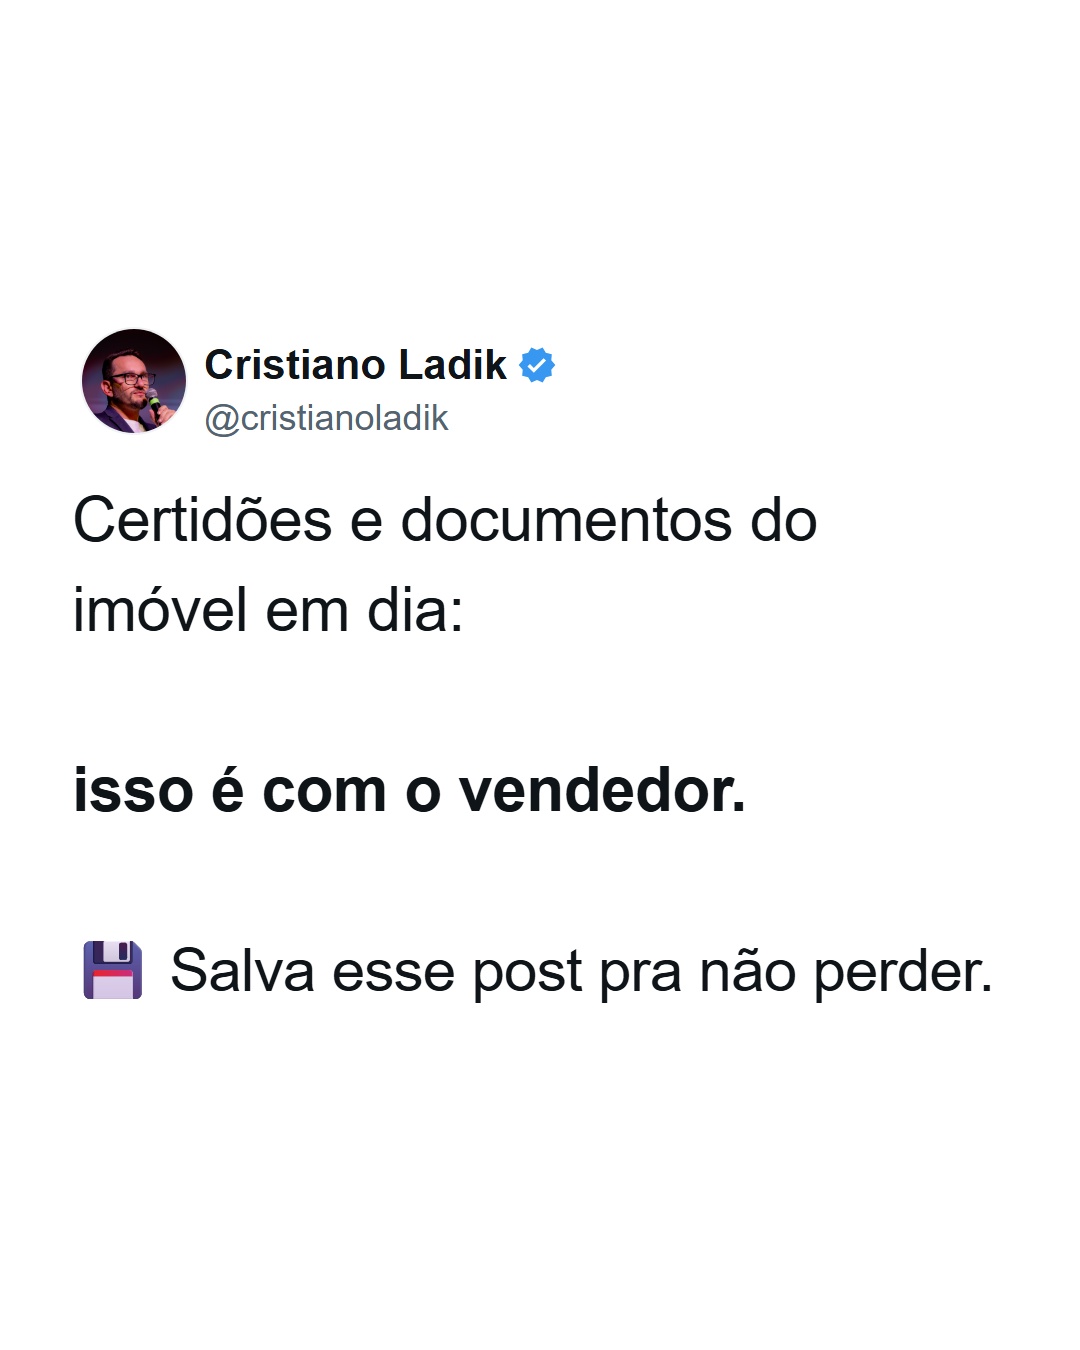 Cristiano Ladik
@cristianoladik
Certidões e documentos do
imóvel em dia:
isso é com o vendedor.
💾 Salva esse post pra não perder.